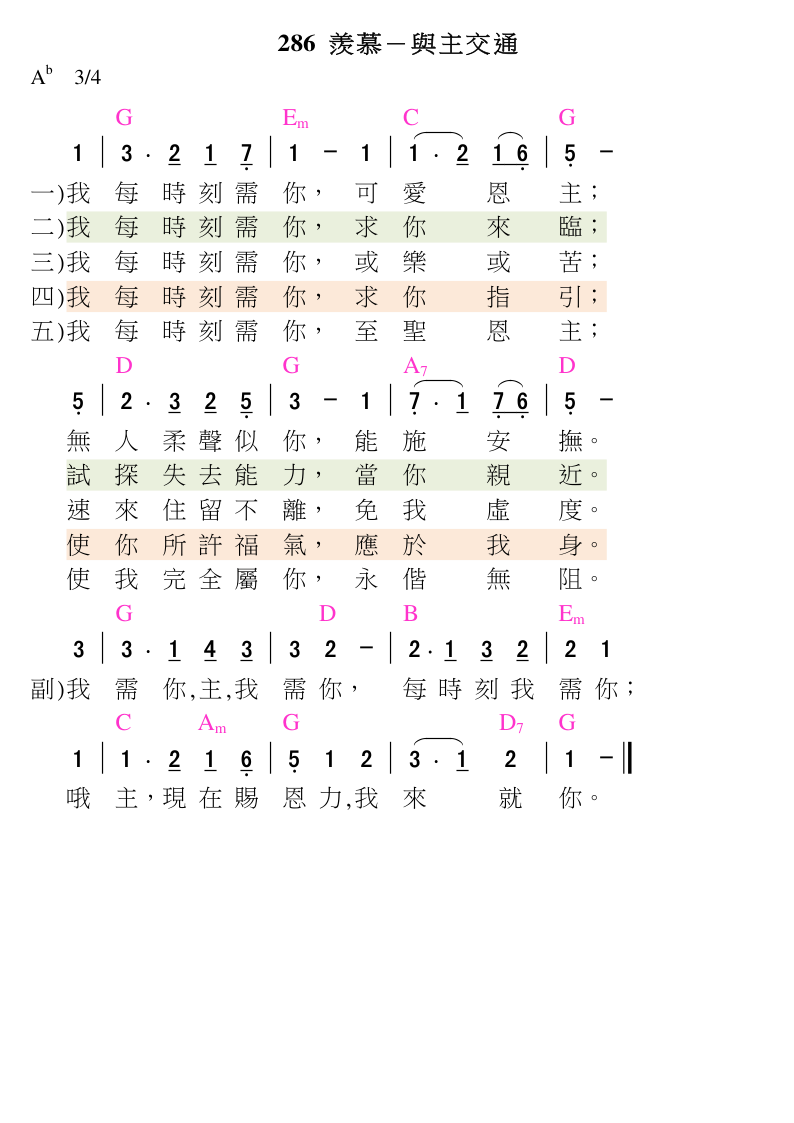 286 羨慕－與主交通
Ab 3/4
G Em C G
1 | 3 . 2 1 7 | 1 － 1 | 1 . 2 1 6 | 5 －
一)我 每 時 刻 需 你， 可 愛 恩 主；
二)我 每 時 刻 需 你， 求 你 來 臨；
三)我 每 時 刻 需 你， 或 樂 或 苦；
四)我 每 時 刻 需 你， 求 你 指 引；
五)我 每 時 刻 需 你， 至 聖 恩 主；
D G A7 D
5 | 2 . 3 2 5 | 3 － 1 | 7 . 1 7 6 | 5 －
無 人 柔 聲 似 你， 能 施 安 撫。
試 探 失 去 能 力， 當 你 親 近。
速 來 住 留 不 離， 免 我 虛 度。
使 你 所 許 福 氣， 應 於 我 身。
使 我 完 全 屬 你， 永 偕 無 阻。
G D B Em
3 | 3 . 1 4 3 | 3 2 － | 2 . 1 3 2 | 2 1
副)我 需 你,主,我 需 你， 每 時 刻 我 需 你；
C Am G D7 G
1 | 1 . 2 1 6 | 5 1 2 | 3 . 1 2 | 1 － ‖
哦 主，現 在 賜 恩 力,我 來 就 你。